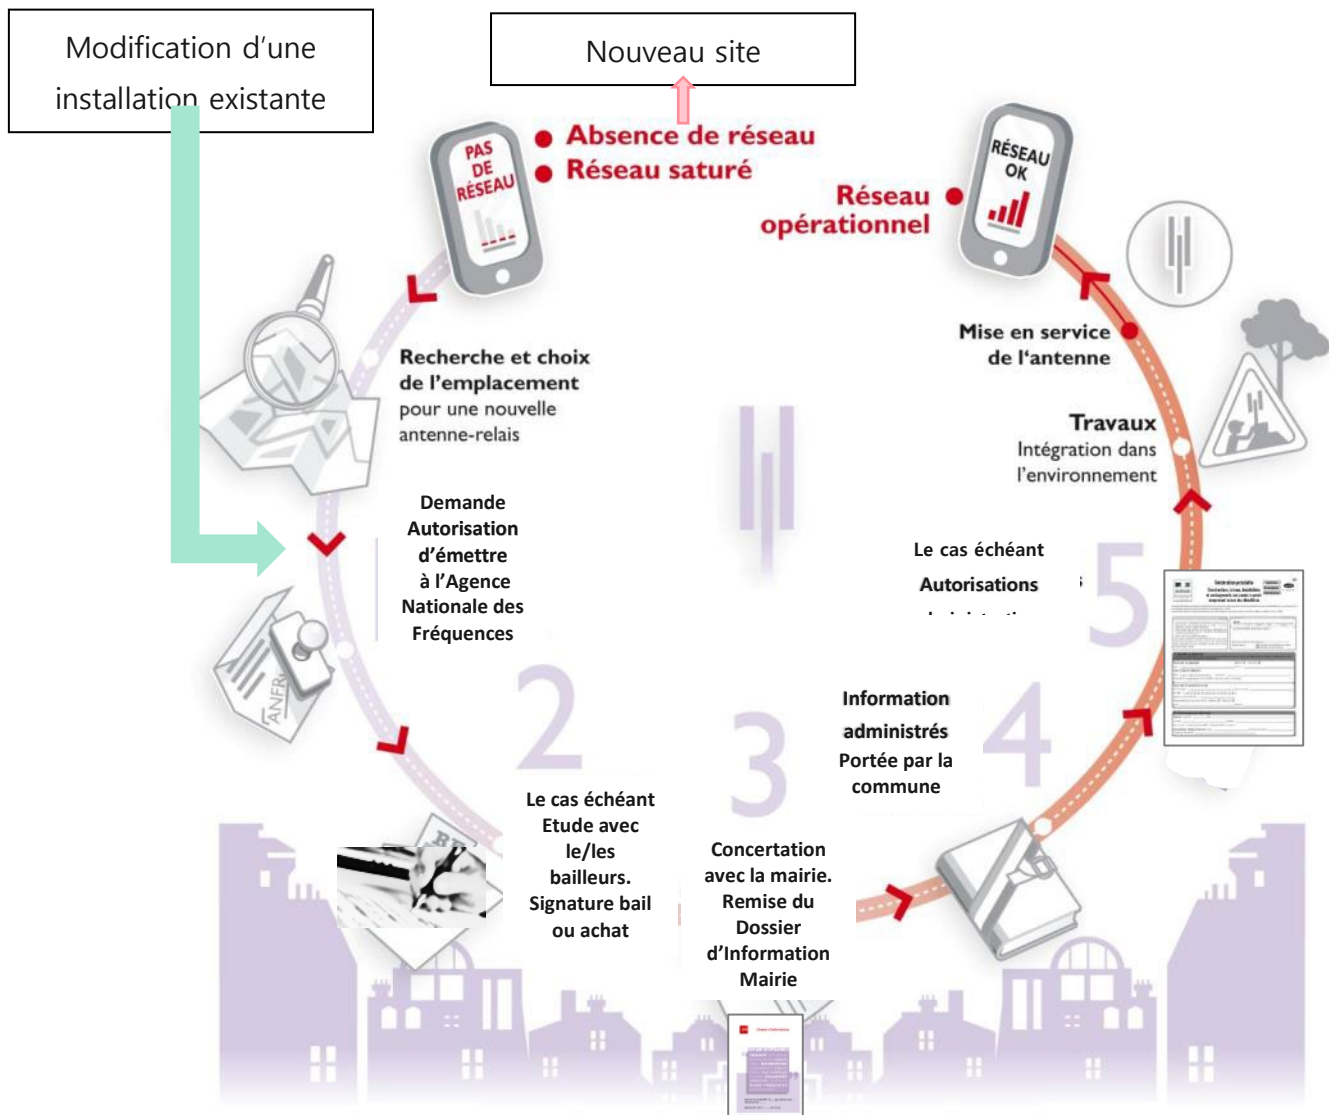 Modification d'une
installation existante
Nouveau site
PAS
DE
RÉSEAU
Absence de réseau
Réseau saturé
RÉSEAU
OK
Réseau
opérationnel
Recherche et choix
de l'emplacement
pour une nouvelle
antenne-relais
Mise en service
de l'antenne
Travaux
Intégration dans
l'environnement
Demande
Autorisation
d'émettre
à l'Agence
Nationale des
Fréquences
ANFR
2
Le cas échéant
Etude avec
le/les
bailleurs.
Signature bail
ou achat
3
Concertation
avec la mairie.
Remise du
Dossier
d'Information
Mairie
4
Information
administrés
Portée par la
commune
5
Le cas échéant
Autorisations